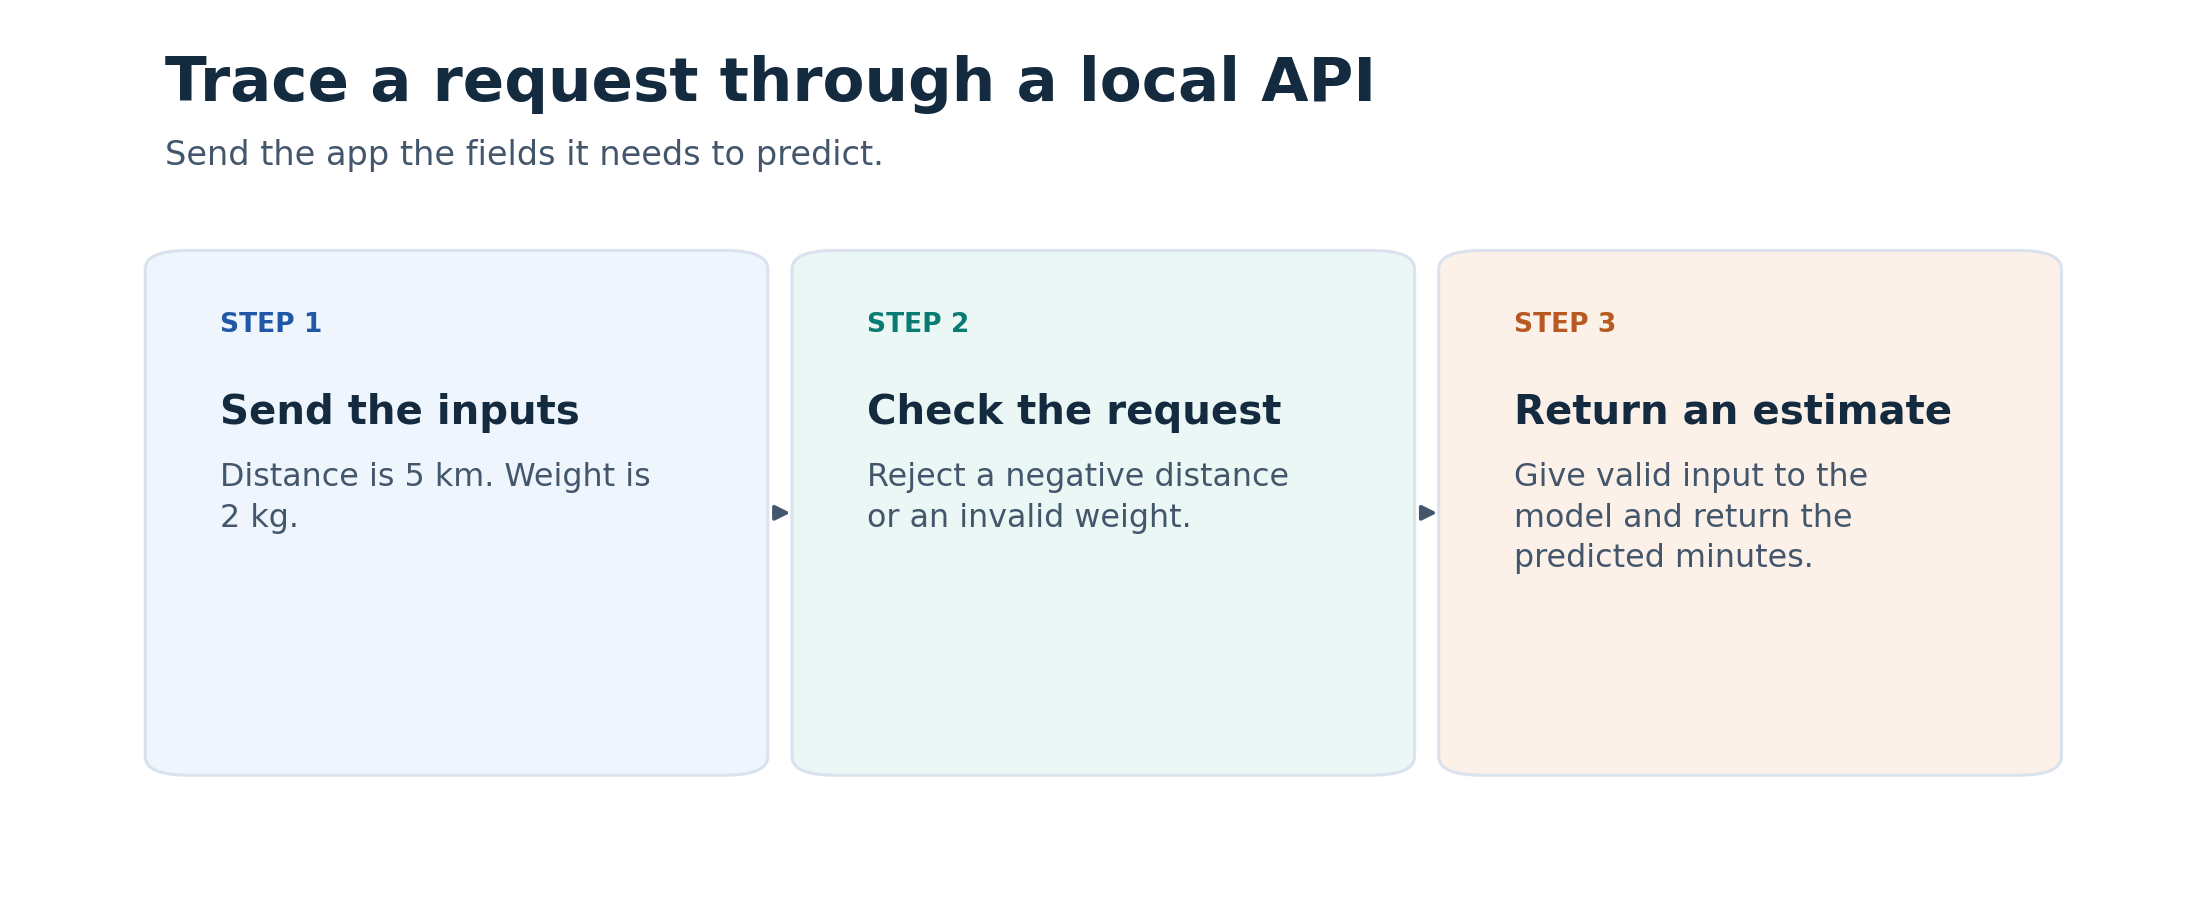 Trace a request through a local API
Send the app the fields it needs to predict.
STEP 1
Send the inputs
Distance is 5 km. Weight is
2 kg.
STEP 2
Check the request
Reject a negative distance
or an invalid weight.
STEP 3
Return an estimate
Give valid input to the
model and return the
predicted minutes.